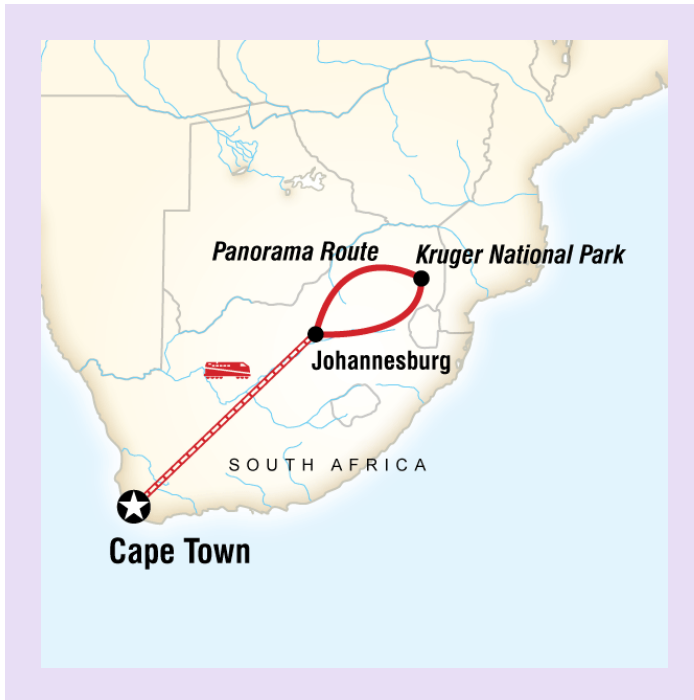 Panorama Route
Kruger National Park
Johannesburg
SOUTH AFRICA
Cape Town